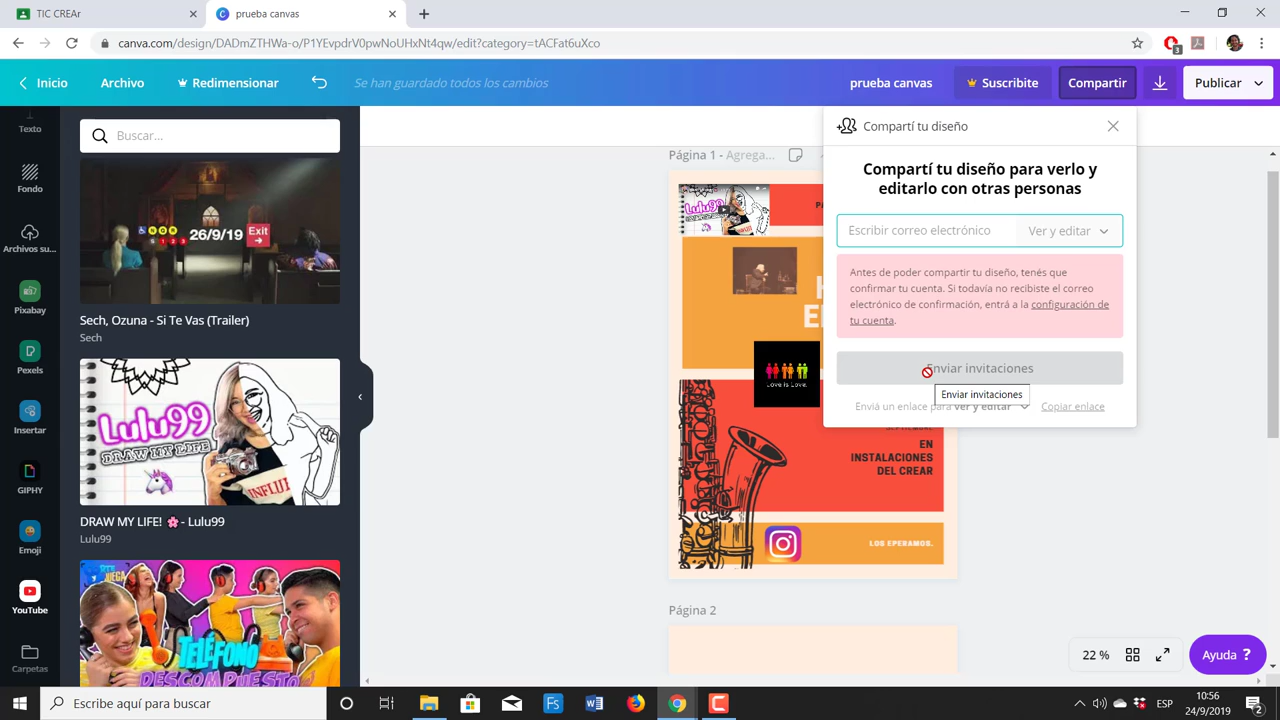 TIC CREAr
prueba canvas
canva.com/design/DADmZTHWa-o/P1YEvpdrV0pwNoUHxNt4qw/edit?category=tACFat6uXco
3
Inicio
Archivo
Redimensionar
Se han guardado todos los cambios
prueba canvas
Suscribite
Compartir
Publicar
Texto
Fondo
Archivos su...
Pixabay
Pexels
Insertar
GIPHY
Emoji
YouTube
Carpetas
Buscar...
26/9/19
Exit
Sech, Ozuna - Si Te Vas (Trailer)
Sech
Lulu99
DRAW MY LIFE
INFLU
DRAW MY LIFE! 🌸 - Lulu99
Lulu99
TELÉFONO
DESCOMPUESTO
Página 1 - Agrega...
Lulu99
Love is Love.
EN
INSTALACIONES
DEL CREAR
LOS EPERAMOS.
Página 2
Compartí tu diseño
Compartí tu diseño para verlo y
editarlo con otras personas
Escribir correo electrónico
Ver y editar
Antes de poder compartir tu diseño, tenés que
confirmar tu cuenta. Si todavía no recibiste el correo
electrónico de confirmación, entrá a la configuración de
tu cuenta.
Enviar invitaciones
Enviar invitaciones
Enviá un enlace para ver y editar
Copiar enlace
22 %
Ayuda ?
Escribe aquí para buscar
Fs
ESP
10:56
24/9/2019
2